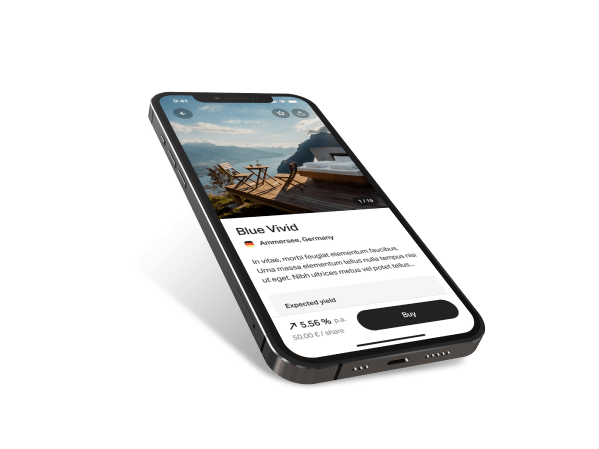 9:41
1 / 19
Blue Vivid
Ammersee, Germany
In vitae, morbi feugiat elementum faucibus.
Urna massa elementum tellus nulla tempus nisi
ut eget. Nibh ultrices metus vel potet tellus...
Expected yield
5.56 % p.a.
50.00 € / share
Buy